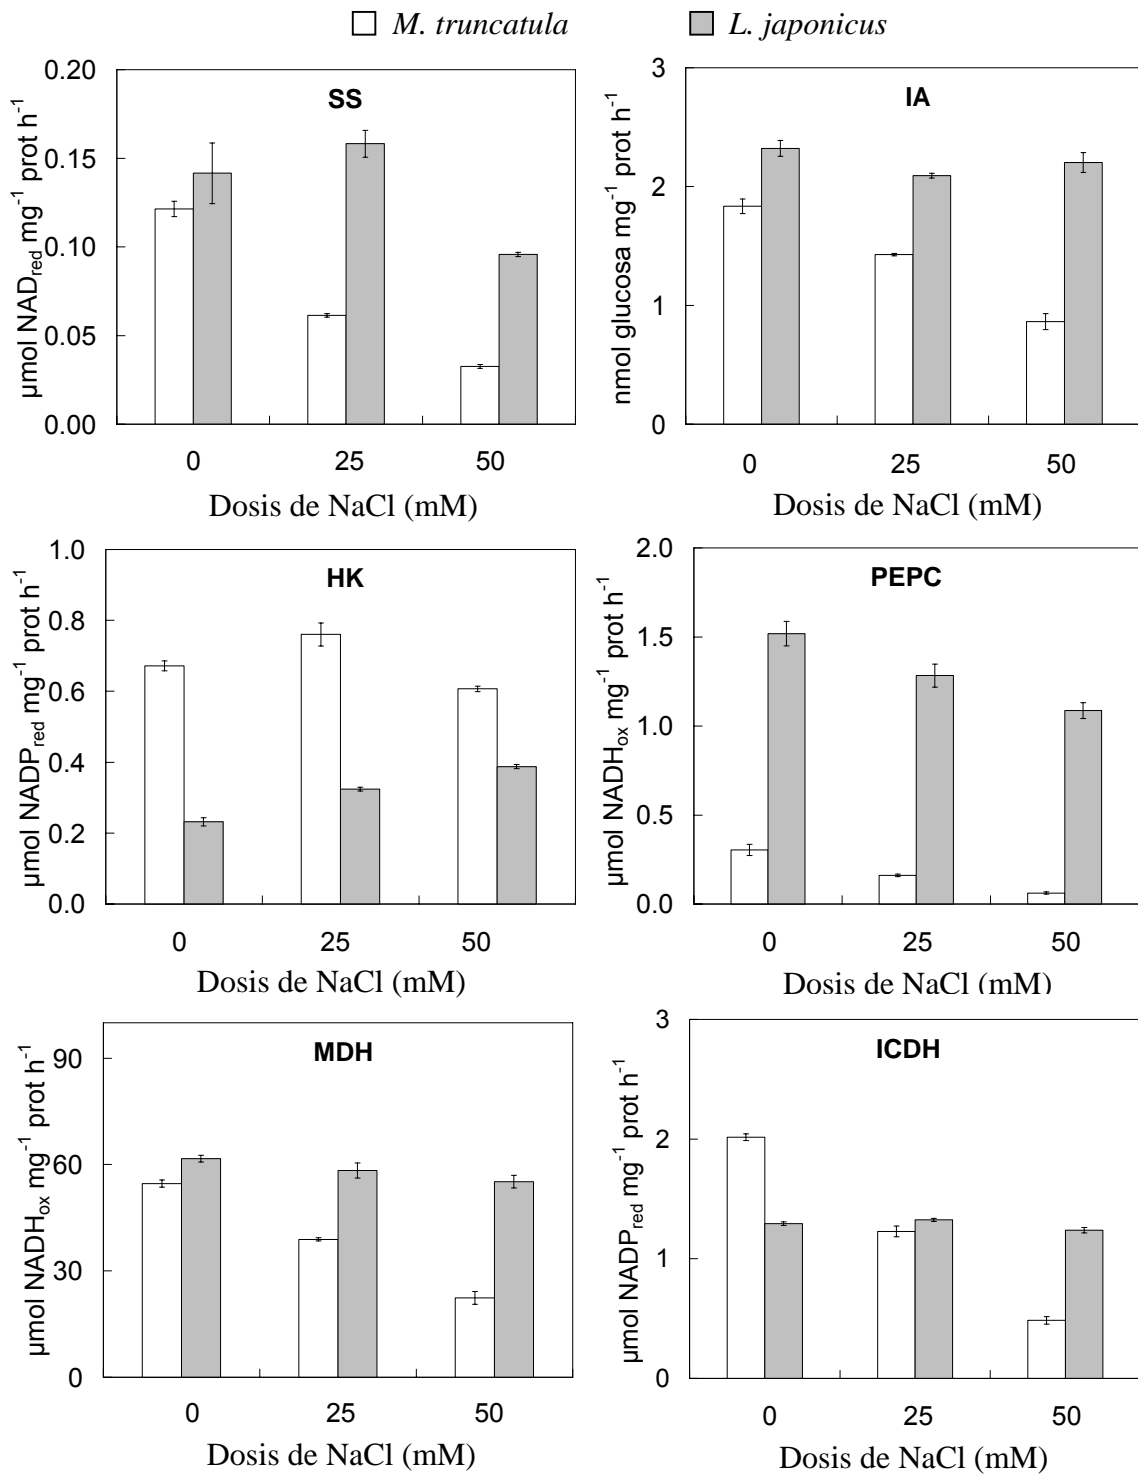 M. truncatula L. japonicus
SS
µmol NADred mg-1 prot h-1
0.20
0.15
0.10
0.05
0.00
0 25 50
Dosis de NaCl (mM)
IA
nmol glucosa mg-1 prot h-1
3
2
1
0
0 25 50
Dosis de NaCl (mM)
HK
µmol NADPred mg-1 prot h-1
1.0
0.8
0.6
0.4
0.2
0.0
0 25 50
Dosis de NaCl (mM)
PEPC
µmol NADHox mg-1 prot h-1
2.0
1.5
1.0
0.5
0.0
0 25 50
Dosis de NaCl (mM)
MDH
µmol NADHox mg-1 prot h-1
90
60
30
0
0 25 50
Dosis de NaCl (mM)
ICDH
µmol NADPred mg-1 prot h-1
3
2
1
0
0 25 50
Dosis de NaCl (mM)